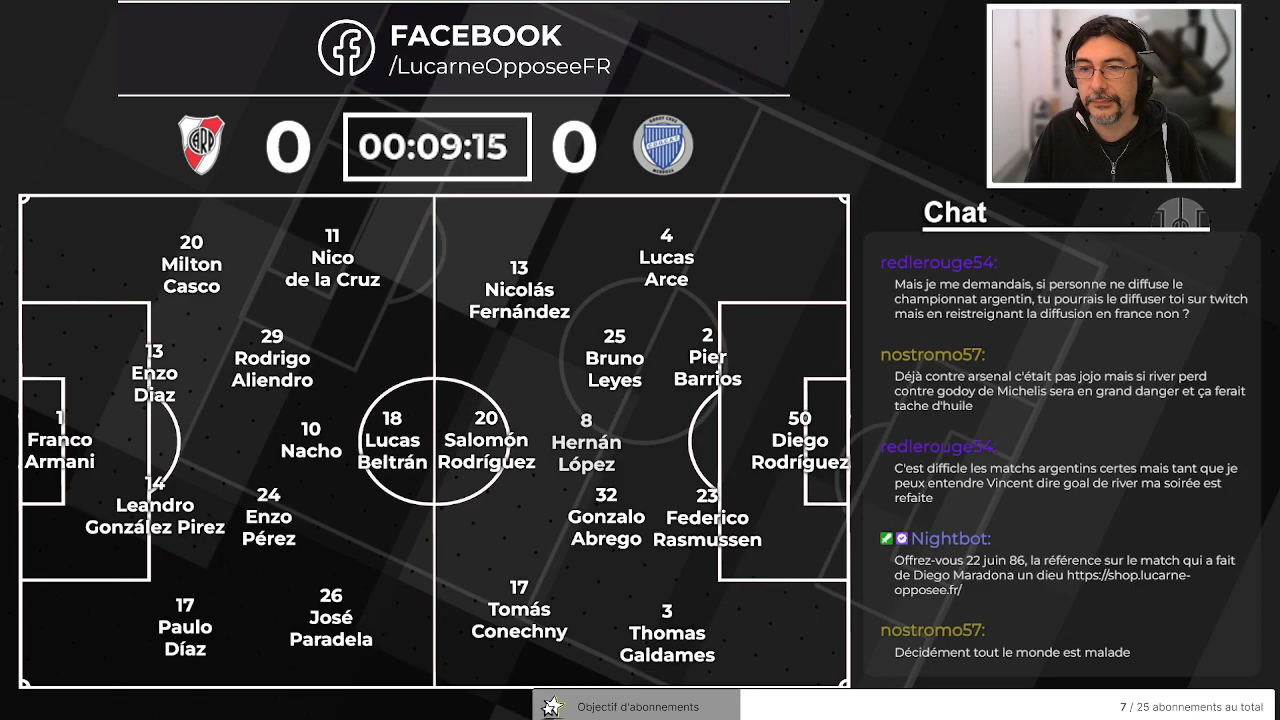 FACEBOOK
/LucarneOpposeeFR
0
00:09:15
0
20
Milton
Casco
11
Nico
de la Cruz
13
Enzo
Díaz
29
Rodrigo
Aliendro
1
Franco
Armani
10
Nacho
18
Lucas
Beltrán
14
Leandro
González Pirez
24
Enzo
Pérez
17
Paulo
Díaz
26
José
Paradela
13
Nicolás
Fernández
4
Lucas
Arce
25
Bruno
Leyes
2
Pier
Barrios
20
Salomón
Rodríguez
8
Hernán
López
50
Diego
Rodríguez
32
Gonzalo
Abrego
23
Federico
Rasmussen
17
Tomás
Conechny
3
Thomas
Galdames
Chat
redlerouge54:
Mais je me demandais, si personne ne diffuse le
championnat argentin, tu pourrais le diffuser toi sur twitch
mais en reistreignant la diffusion en france non ?
nostromo57:
Déjà contre arsenal c'était pas jojo mais si river perd
contre godoy de Michelis sera en grand danger et ça ferait
tache d'huile
redlerouge54:
C'est difficle les matchs argentins certes mais tant que je
peux entendre Vincent dire goal de river ma soirée est
refaite
Nightbot:
Offrez-vous 22 juin 86, la référence sur le match qui a fait
de Diego Maradona un dieu https://shop.lucarne-
opposee.fr/
nostromo57:
Décidément tout le monde est malade
Objectif d'abonnements
7 / 25 abonnements au total